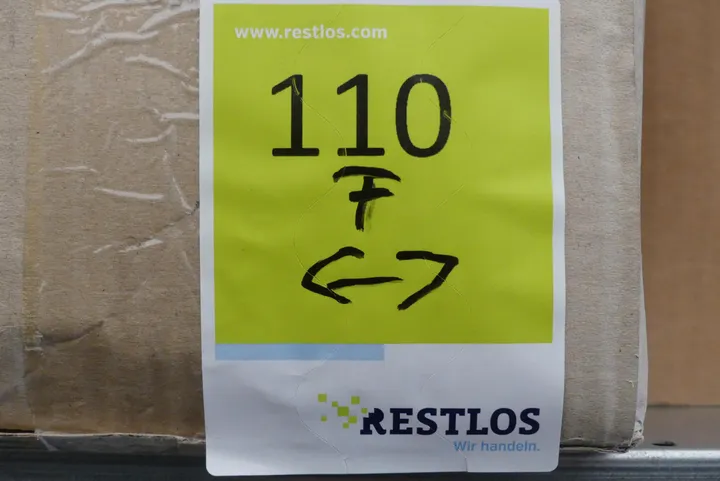 www.restlos.com
110
F
<->
RESTLOS
Wir handeln.